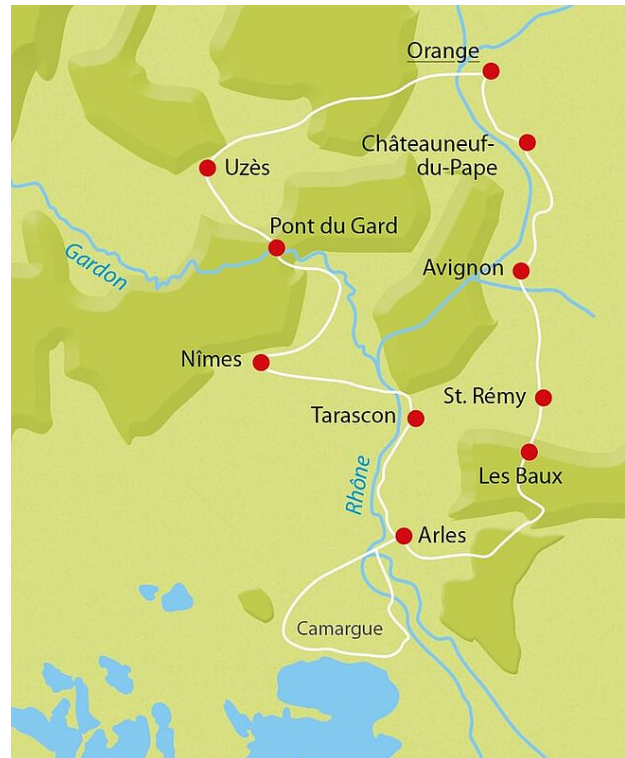 Orange
Châteauneuf-
du-Pape
Uzès
Pont du Gard
Gardon
Avignon
Nîmes
St. Rémy
Tarascon
Les Baux
Rhône
Arles
Camargue